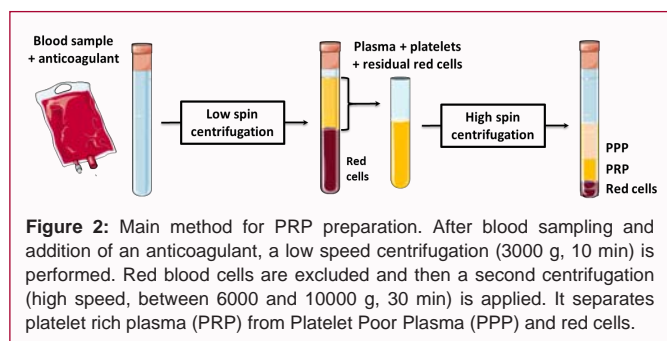 Blood sample
+ anticoagulant
Low spin
centrifugation
Red
cells
Plasma + platelets
+ residual red cells
High spin
centrifugation
PPP
PRP
Red cells
Figure 2: Main method for PRP preparation. After blood sampling and
addition of an anticoagulant, a low speed centrifugation (3000 g, 10 min) is
performed. Red blood cells are excluded and then a second centrifugation
(high speed, between 6000 and 10000 g, 30 min) is applied. It separates
platelet rich plasma (PRP) from Platelet Poor Plasma (PPP) and red cells.